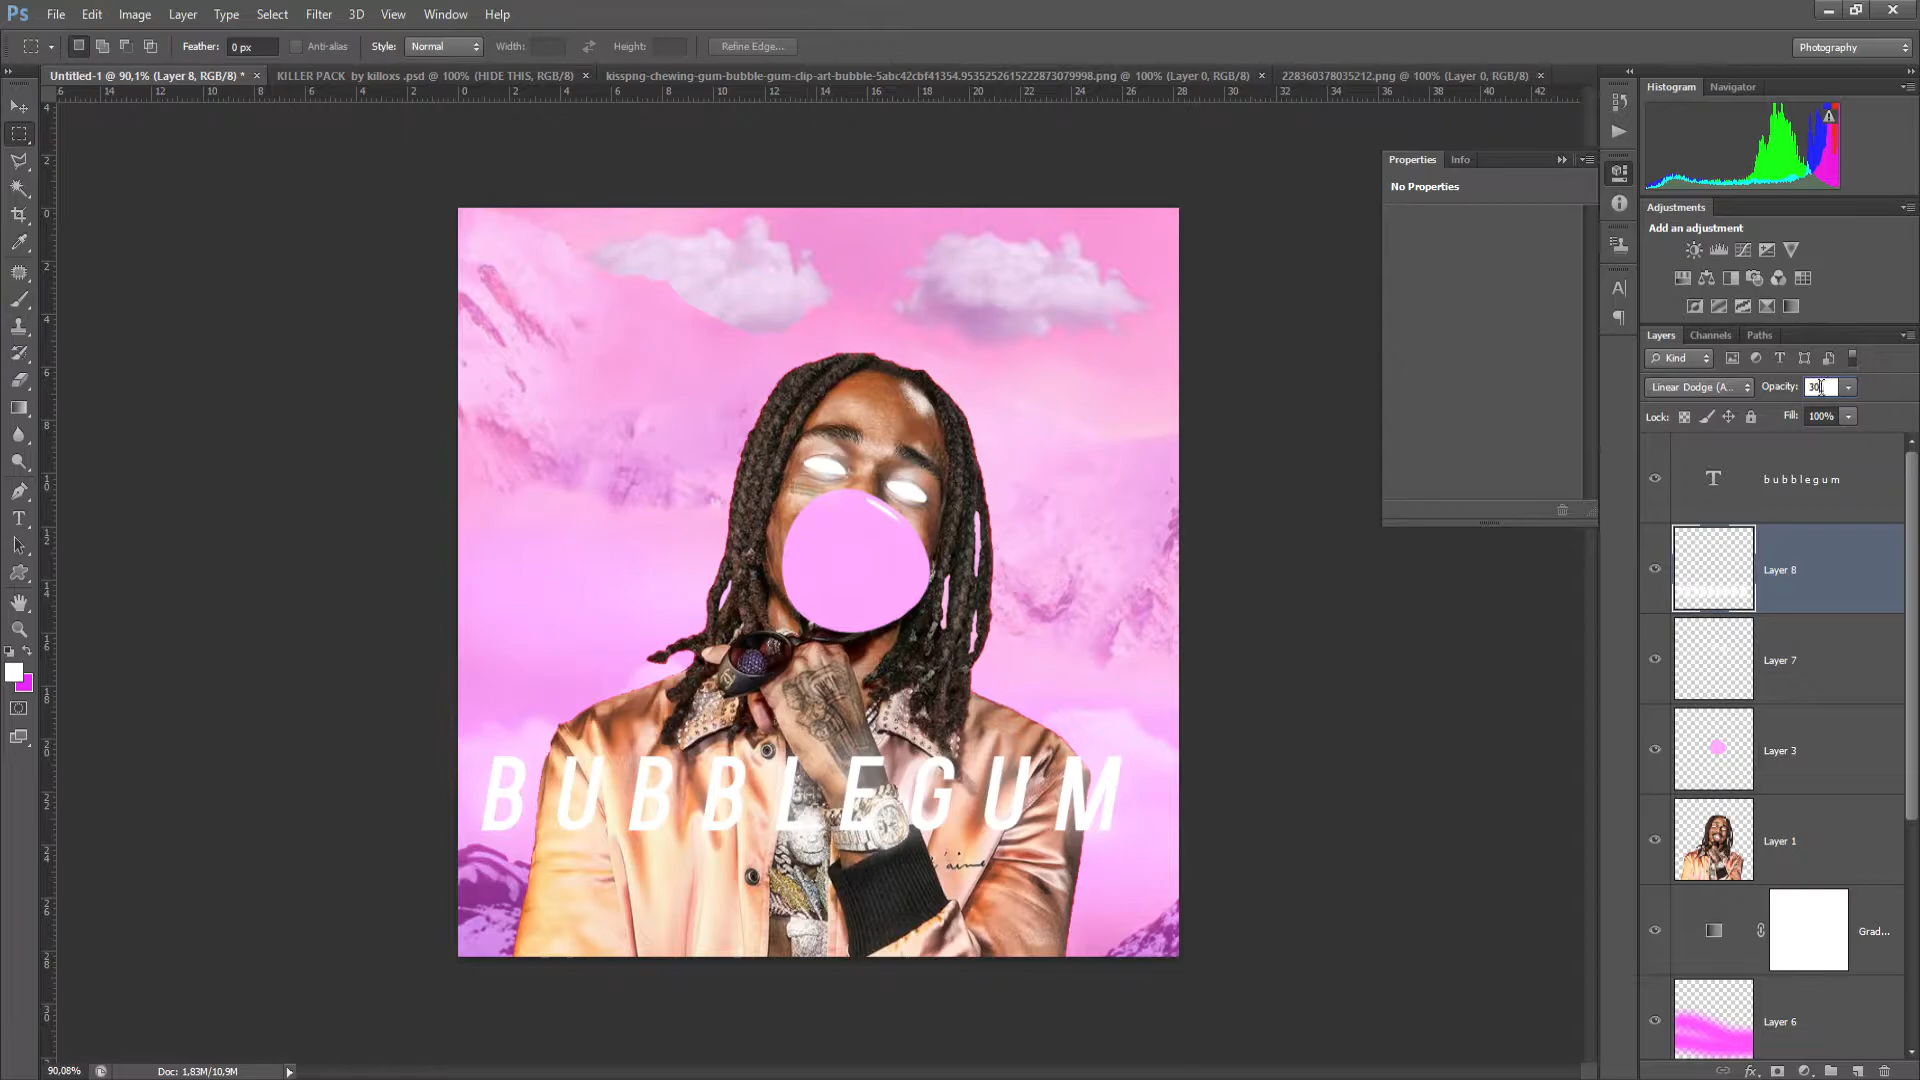 Ps File Edit Image Layer Type Select Filter 3D View Window Help
Feather: 0 px Anti-alias Style: Normal Width: Height: Refine Edge... Photography
Untitled-1 @ 90,1% (Layer 8, RGB/8) * × KILLER PACK by killoxs .psd @ 100% (HIDE THIS, RGB/8) × kisspng-chewing-gum-bubble-gum-clip-art-bubble-5abc42cbf41354.9535252615222873079998.png @ 100% (Layer 0, RGB/8) × 228360378035212.png @ 100% (Layer 0, RGB/8) ×
Histogram Navigator
Properties Info
No Properties
Adjustments
Add an adjustment
Layers Channels Paths
Kind
Linear Dodge (A... Opacity: 30
Lock: Fill: 100%
bubblegum
Layer 8
Layer 7
Layer 3
Layer 1
Grad...
Layer 6
BUBBLEGUM
90,08% Doc: 1,83M/10,9M